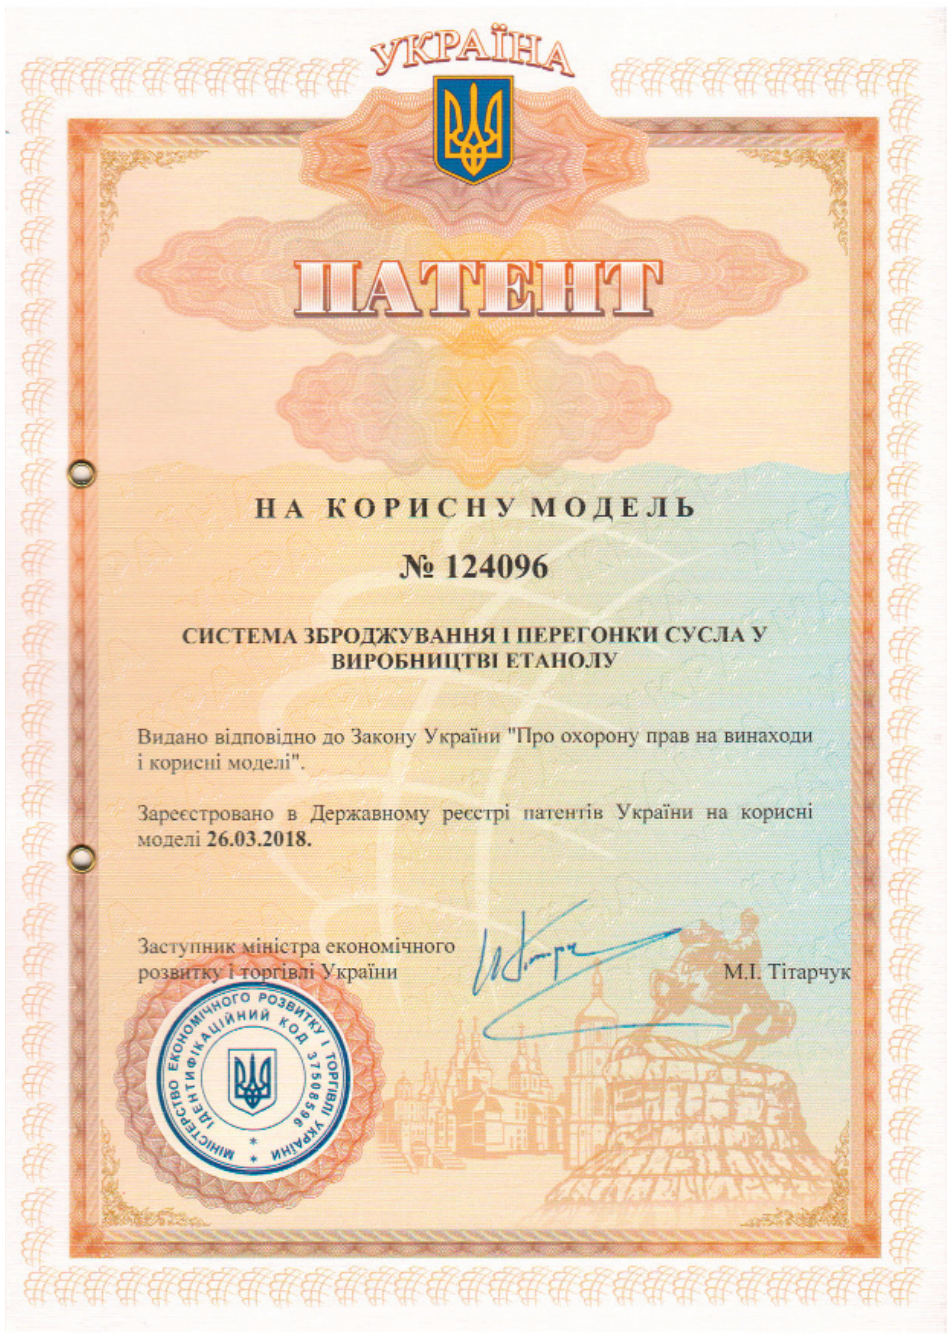 УКРАЇНА
ПАТЕНТ
НА КОРИСНУ МОДЕЛЬ
№ 124096
СИСТЕМА ЗБРОДЖУВАННЯ І ПЕРЕГОНКИ СУСЛА У
ВИРОБНИЦТВІ ЕТАНОЛУ
Видано відповідно до Закону України "Про охорону прав на винаходи
і корисні моделі".
Зареєстровано в Державному реєстрі патентів України на корисні
моделі 26.03.2018.
Заступник міністра економічного
розвитку і торгівлі України
М.І. Тітарчук
МІНІСТЕРСТВО ЕКОНОМІЧНОГО РОЗВИТКУ І ТОРГІВЛІ УКРАЇНИ
ІДЕНТИФІКАЦІЙНИЙ КОД 37508596